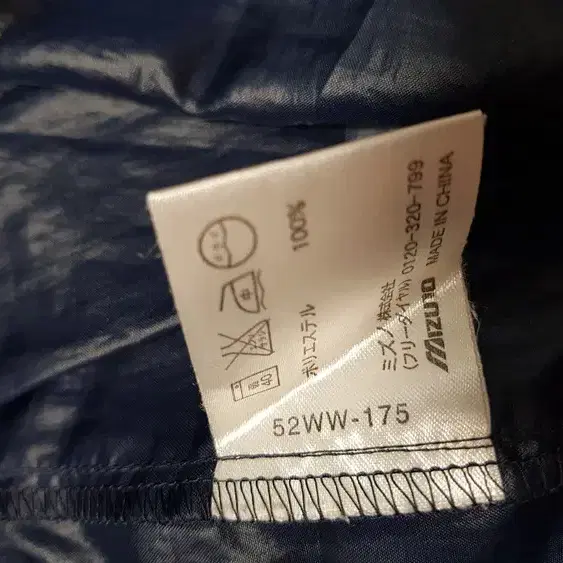 40
ポリエステル 100%
ミズノ株式会社
(フリーダイヤル) 0120-320-799
MIZUNO MADE IN CHINA
52WW-175